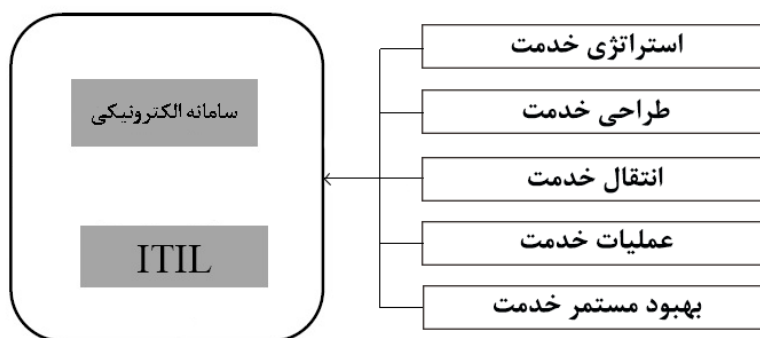 استراتژی خدمت
طراحی خدمت
انتقال خدمت
عملیات خدمت
بهبود مستمر خدمت
سامانه الکترونیکی
ITIL